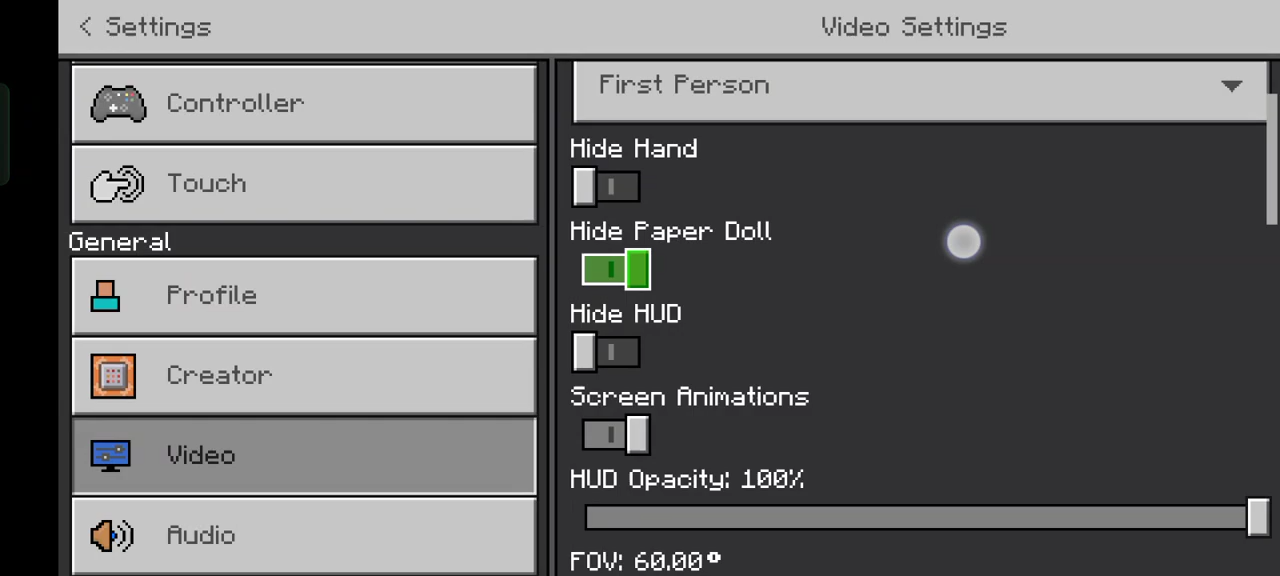 Settings
Video Settings
Controller
Touch
General
Profile
Creator
Video
Audio
First Person
Hide Hand
Hide Paper Doll
Hide HUD
Screen Animations
HUD Opacity: 100%
FOV: 60.00°